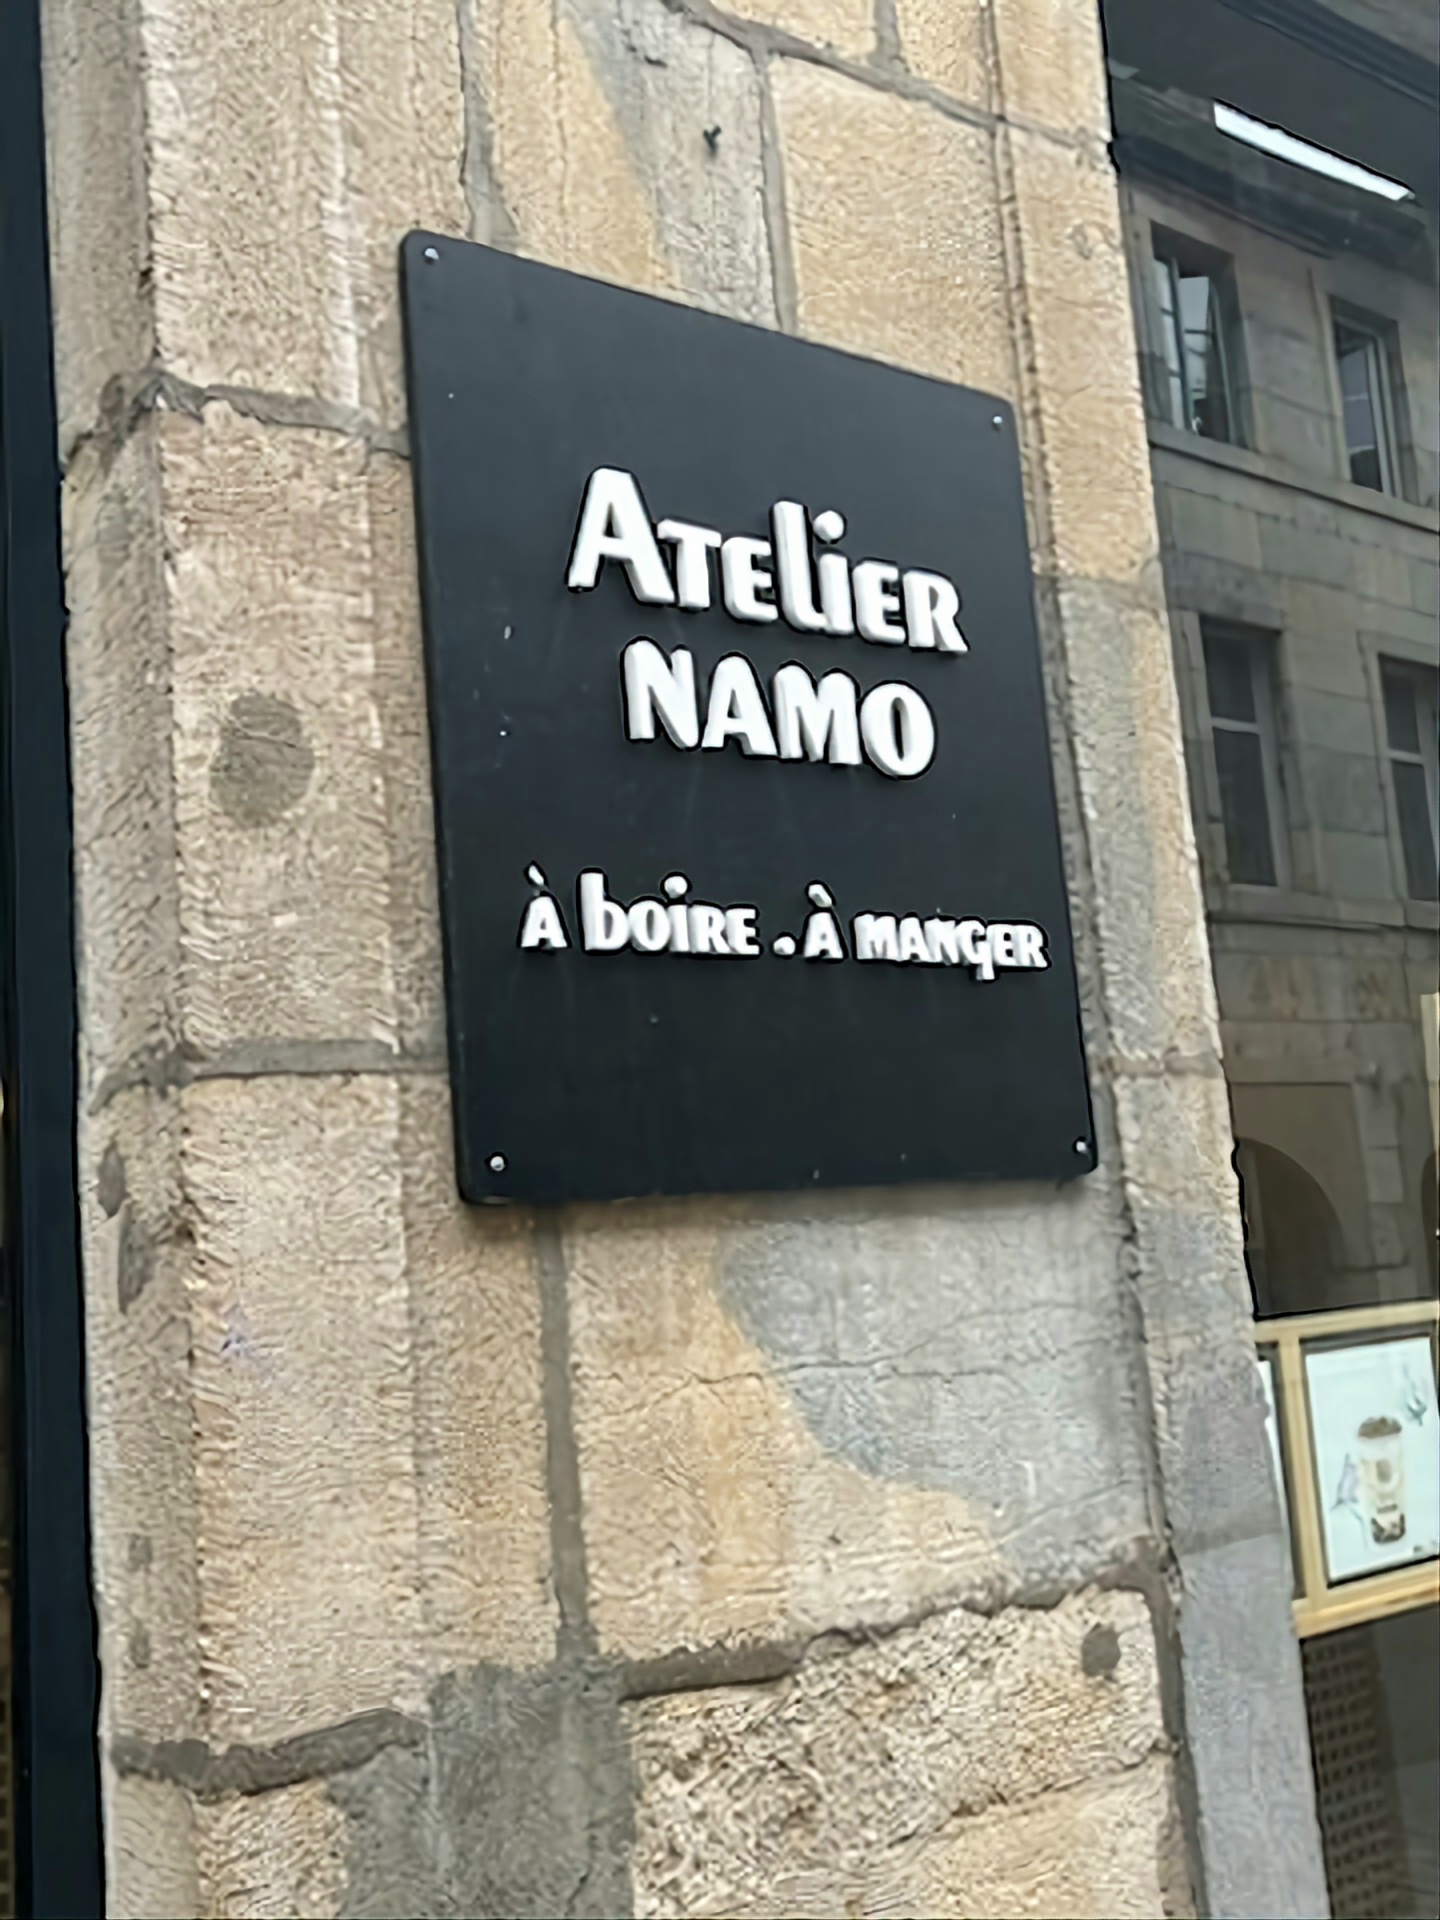 Atelier
NAMO
à boire . à manger